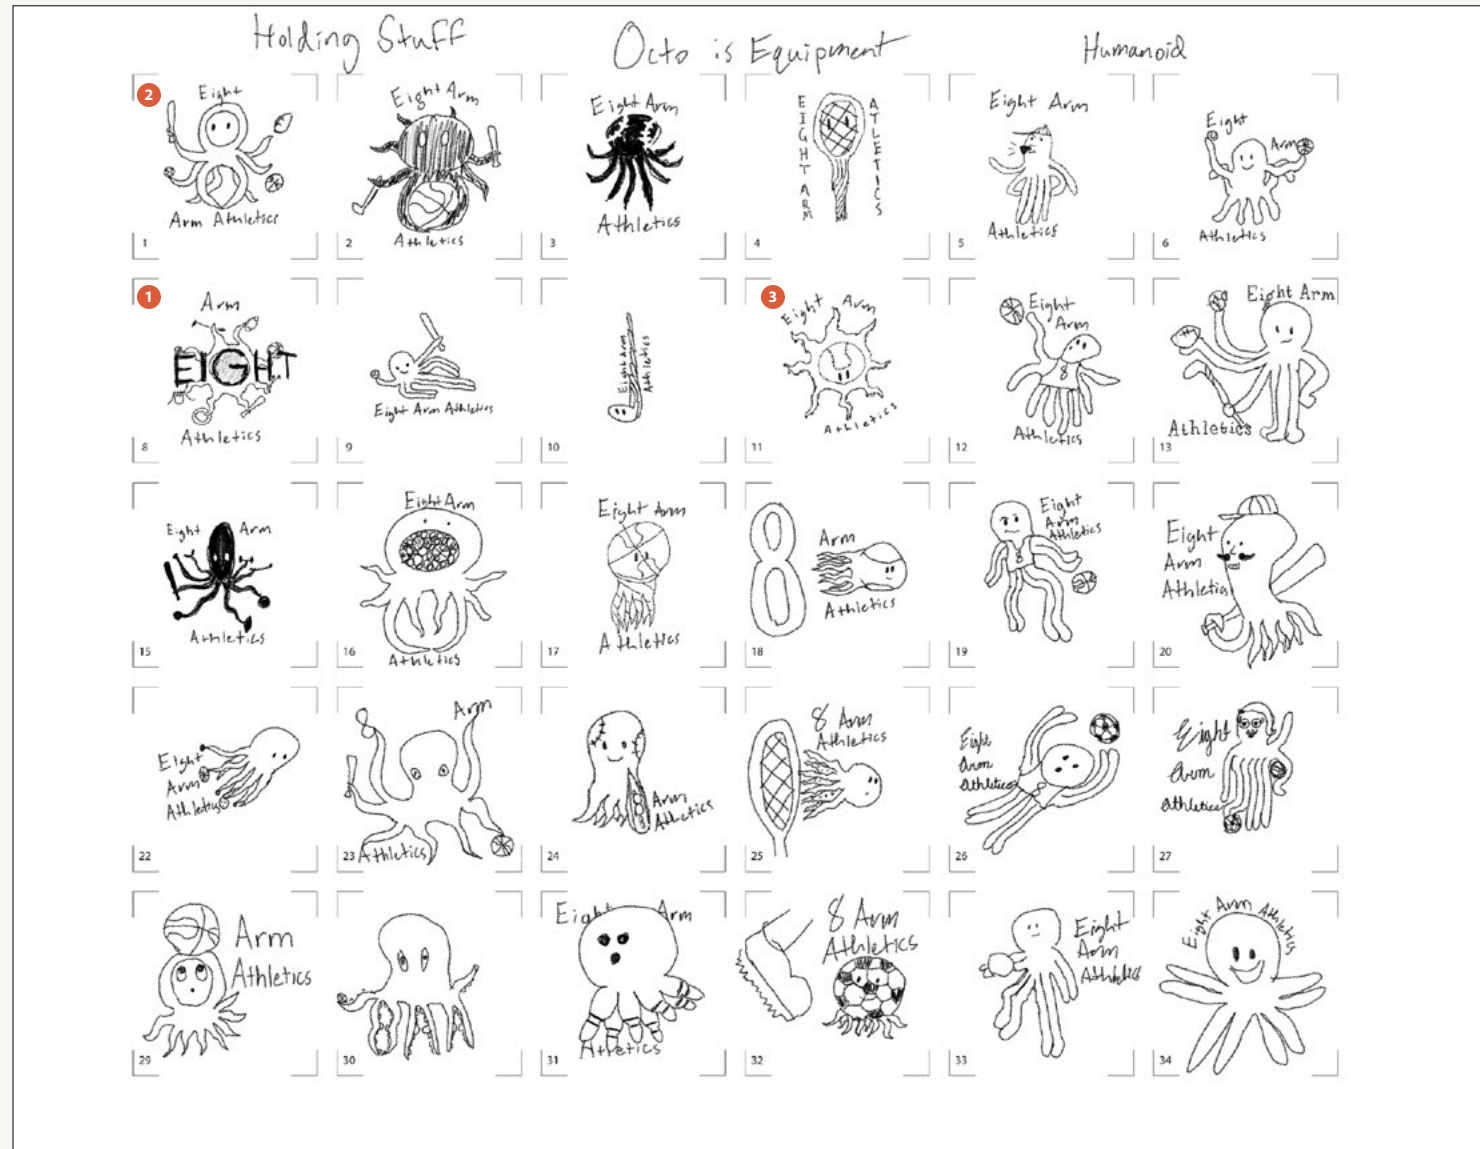 Holding Stuff
Octo is Equipment
Humanoid
2
Eight
Arm Athletics
1
Eight Arm
Athletics
2
Eight Arm
Athletics
3
EIGHT ARM
ATLETICS
4
Eight Arm
Athletics
5
Eight
Arm
Athletics
6
1
Arm
EIGHT
Athletics
8
Eight Arm Athletics
9
Eight Arm
Athletics
10
3
Eight Arm
Athletics
11
Eight
Arm
8
Athletics
12
Eight Arm
Athletics
13
Eight Arm
Athletics
15
Eight Arm
Athletics
16
Eight Arm
Athletics
17
8
Arm
Athletics
18
Eight
Arm
Athletics
8
19
Eight
Arm
Athletics
20
Eight
Arm
Athletics
22
Arm
Athletics
23
Arm
Athletics
24
8 Arm
Athletics
25
Eight
Arm
Athletics
26
Eight
Arm
Athletics
27
Arm
Athletics
29
30
Eight Arm
Athletics
31
8 Arm
Athletics
32
Eight
Arm
Athletics
33
Eight Arm Athletics
34